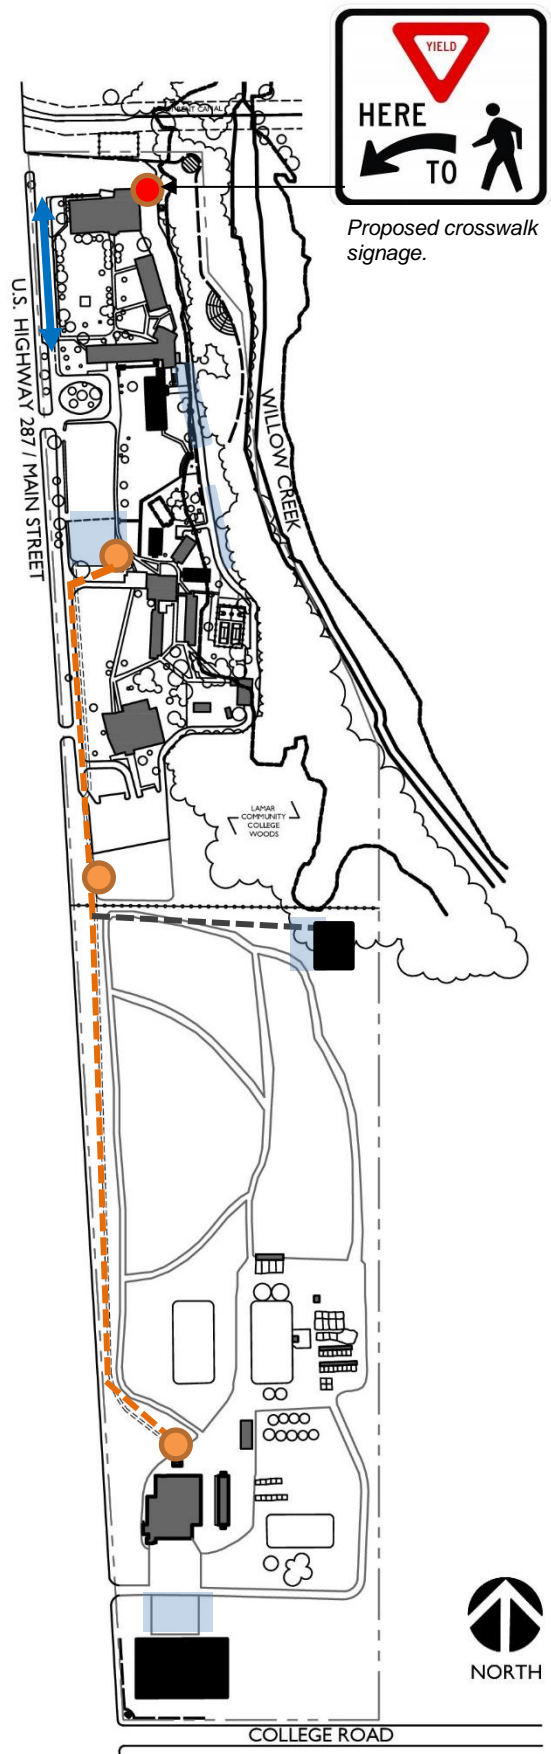 YIELD
HERE
TO
Proposed crosswalk
signage.
U.S. HIGHWAY 287 / MAIN STREET
WILLOW CREEK
LAMAR
COMMUNITY
COLLEGE
WOODS
NORTH
COLLEGE ROAD